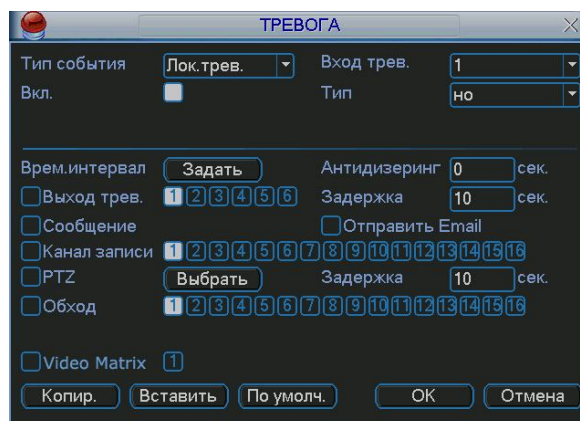 ТРЕВОГА
Тип события Лок.трев. Вход трев. 1
Вкл. Тип но
Врем.интервал Задать Антидизеринг 0 сек.
Выход трев. 1 2 3 4 5 6 Задержка 10 сек.
Сообщение Отправить Email
Канал записи 1 2 3 4 5 6 7 8 9 10 11 12 13 14 15 16
PTZ Выбрать Задержка 10 сек.
Обход 1 2 3 4 5 6 7 8 9 10 11 12 13 14 15 16
Video Matrix 1
Копир. Вставить По умолч. OK Отмена